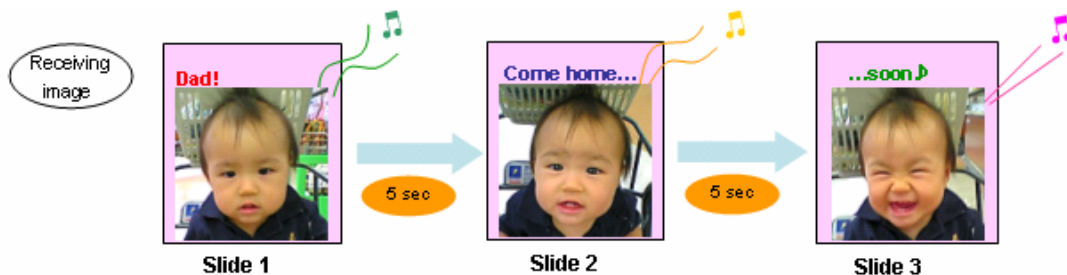 Receiving
image
Dad!
Come home...
...soon♪
5 sec
5 sec
Slide 1
Slide 2
Slide 3